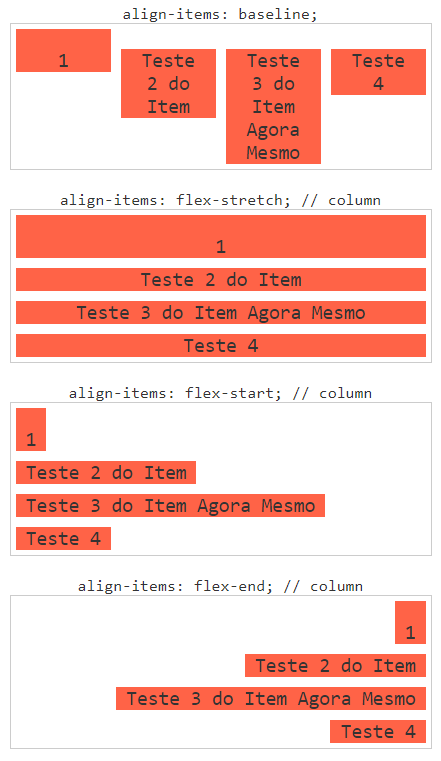 align-items: baseline;
1
Teste
2 do
Item
Teste
3 do
Item
Agora
Mesmo
Teste
4
align-items: flex-stretch; // column
1
Teste 2 do Item
Teste 3 do Item Agora Mesmo
Teste 4
align-items: flex-start; // column
1
Teste 2 do Item
Teste 3 do Item Agora Mesmo
Teste 4
align-items: flex-end; // column
1
Teste 2 do Item
Teste 3 do Item Agora Mesmo
Teste 4